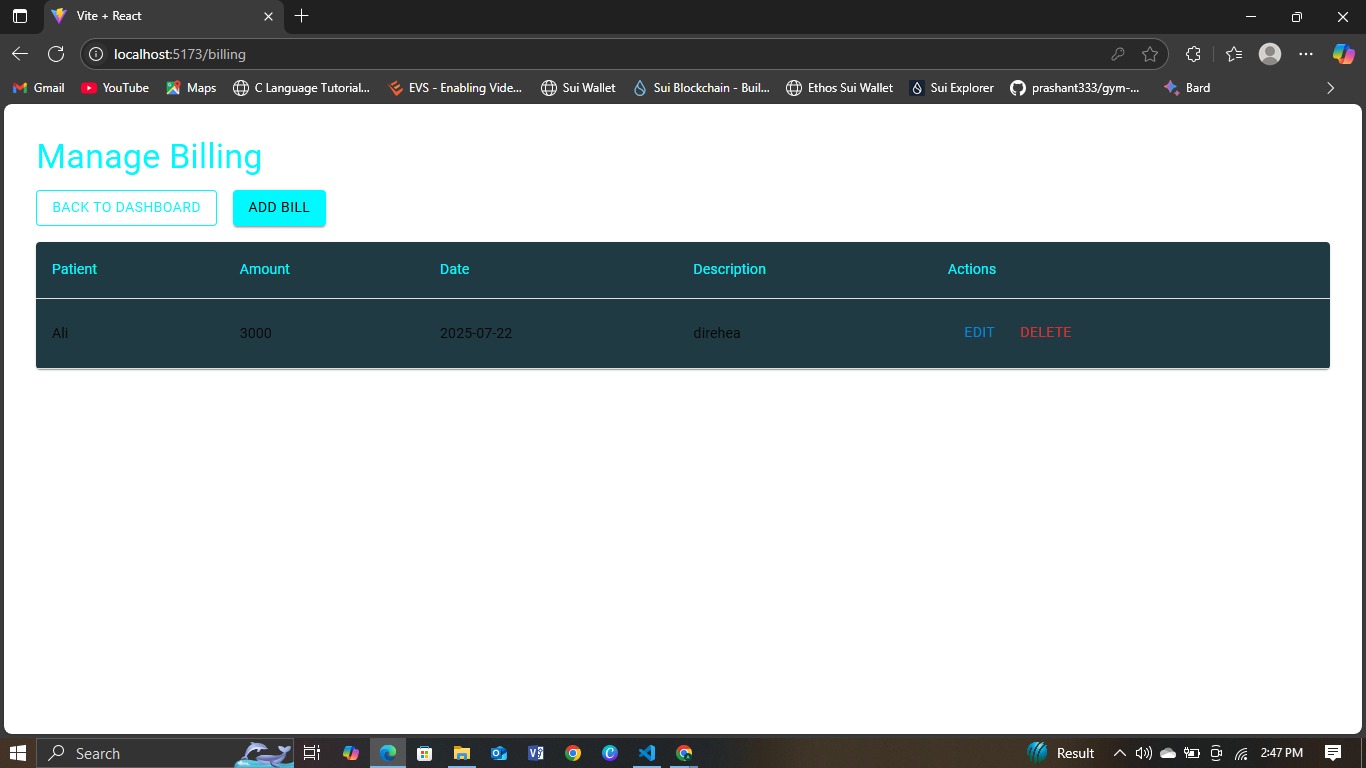 Vite + React
localhost:5173/billing
Gmail YouTube Maps C Language Tutorial... EVS - Enabling Vide... Sui Wallet Sui Blockchain - Buil... Ethos Sui Wallet Sui Explorer prashant333/gym-... Bard
Manage Billing
BACK TO DASHBOARD ADD BILL
Patient Amount Date Description Actions
Ali 3000 2025-07-22 direhea EDIT DELETE
Search Result 2:47 PM